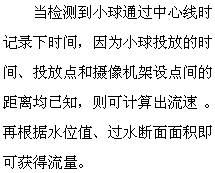 当检测到小球通过中心线时
记录下时间，因为小球投放的时
间、投放点和摄像机架设点间的
距离均已知，则可计算出流速 。
再根据水位值、过水断面面积即
可获得流量。